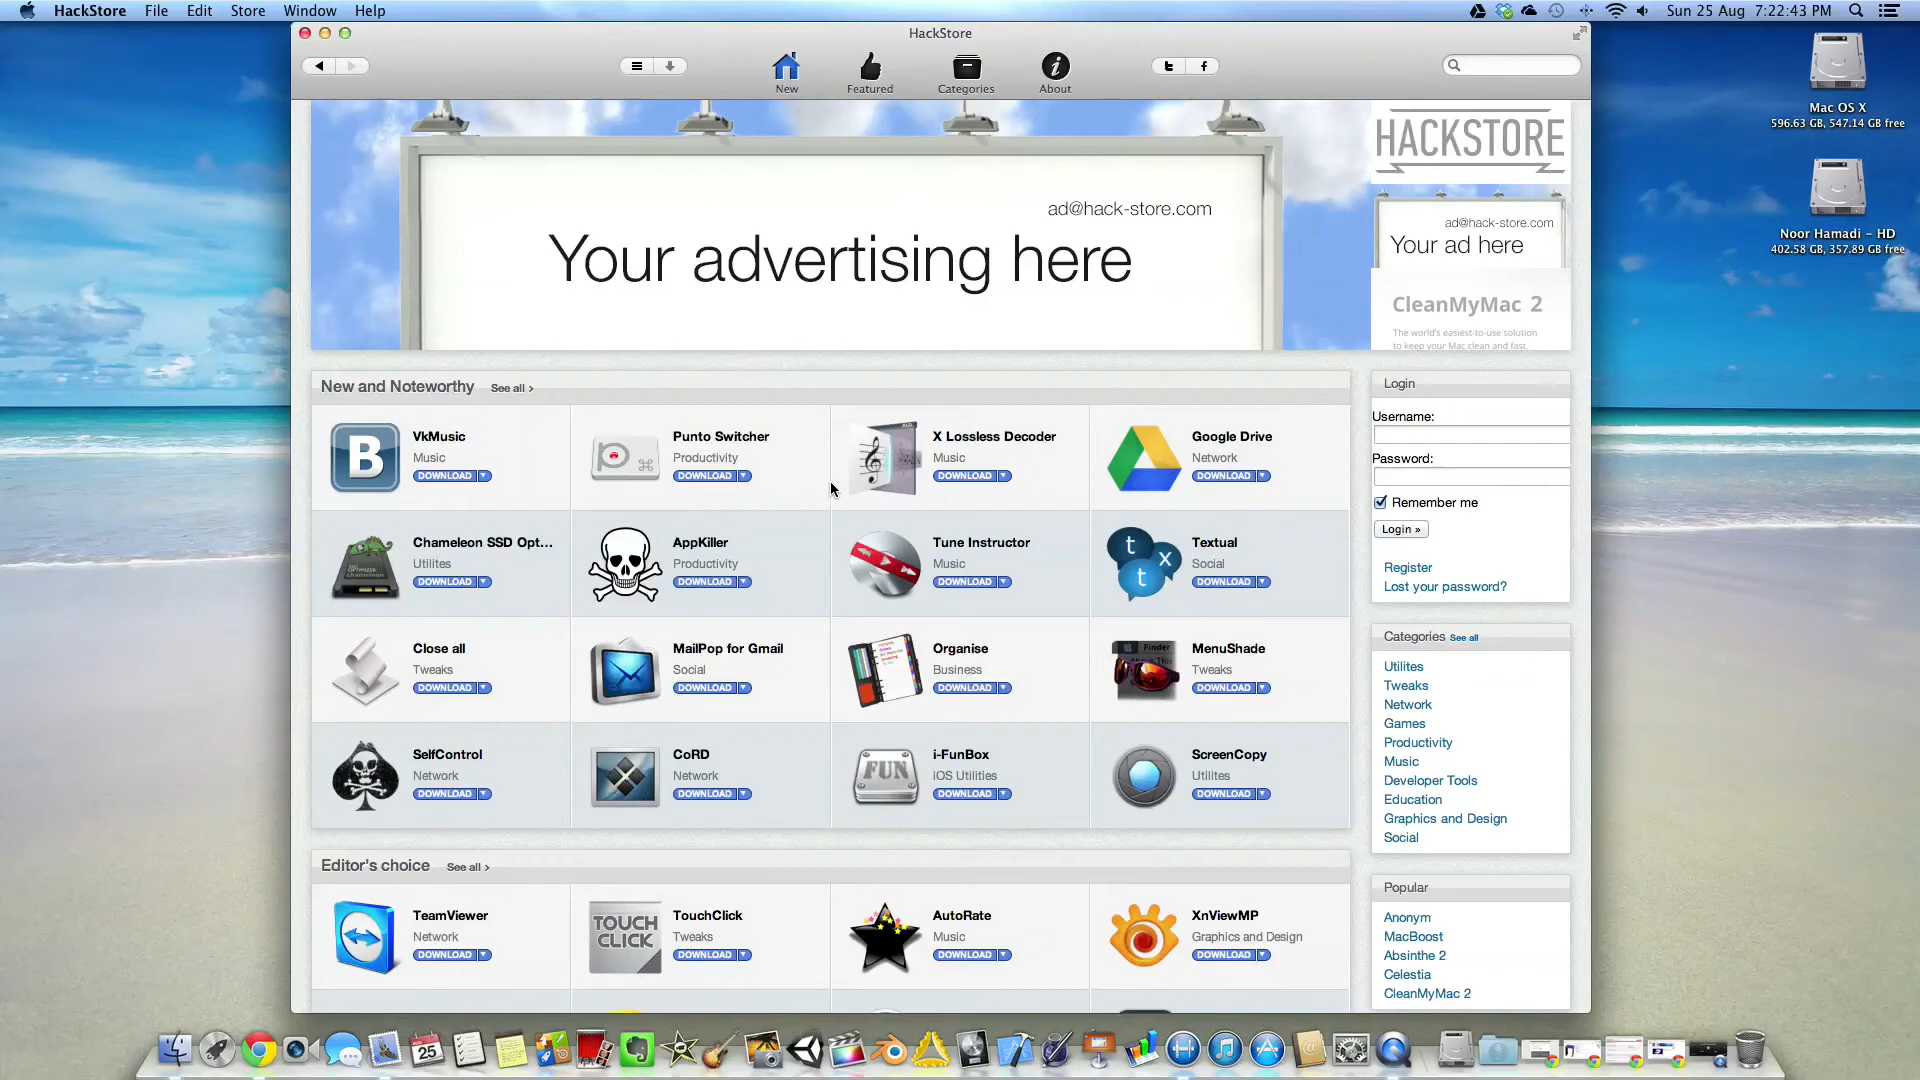 HackStore File Edit Store Window Help
Sun 25 Aug 7:22:43 PM
HackStore
New
Featured
Categories
About
HACKSTORE
ad@hack-store.com
Your advertising here
ad@hack-store.com
Your ad here
CleanMyMac 2
The world's easiest-to-use solution
to keep your Mac clean and fast.
Mac OS X
596.63 GB, 547.14 GB free
Noor Hamadi - HD
402.58 GB, 357.89 GB free
New and Noteworthy See all >
VkMusic
Music
DOWNLOAD
Punto Switcher
Productivity
DOWNLOAD
X Lossless Decoder
Music
DOWNLOAD
Google Drive
Network
DOWNLOAD
Chameleon SSD Opt...
Utilites
DOWNLOAD
AppKiller
Productivity
DOWNLOAD
Tune Instructor
Music
DOWNLOAD
Textual
Social
DOWNLOAD
Close all
Tweaks
DOWNLOAD
MailPop for Gmail
Social
DOWNLOAD
Organise
Business
DOWNLOAD
Finder
MenuShade
Tweaks
DOWNLOAD
SelfControl
Network
DOWNLOAD
CoRD
Network
DOWNLOAD
FUN
i-FunBox
iOS Utilities
DOWNLOAD
ScreenCopy
Utilites
DOWNLOAD
Editor's choice See all >
TeamViewer
Network
DOWNLOAD
TOUCH
CLICK
TouchClick
Tweaks
DOWNLOAD
AutoRate
Music
DOWNLOAD
XnViewMP
Graphics and Design
DOWNLOAD
Login
Username:
Password:
Remember me
Login »
Register
Lost your password?
Categories See all
Utilites
Tweaks
Network
Games
Productivity
Music
Developer Tools
Education
Graphics and Design
Social
Popular
Anonym
MacBoost
Absinthe 2
Celestia
CleanMyMac 2
25